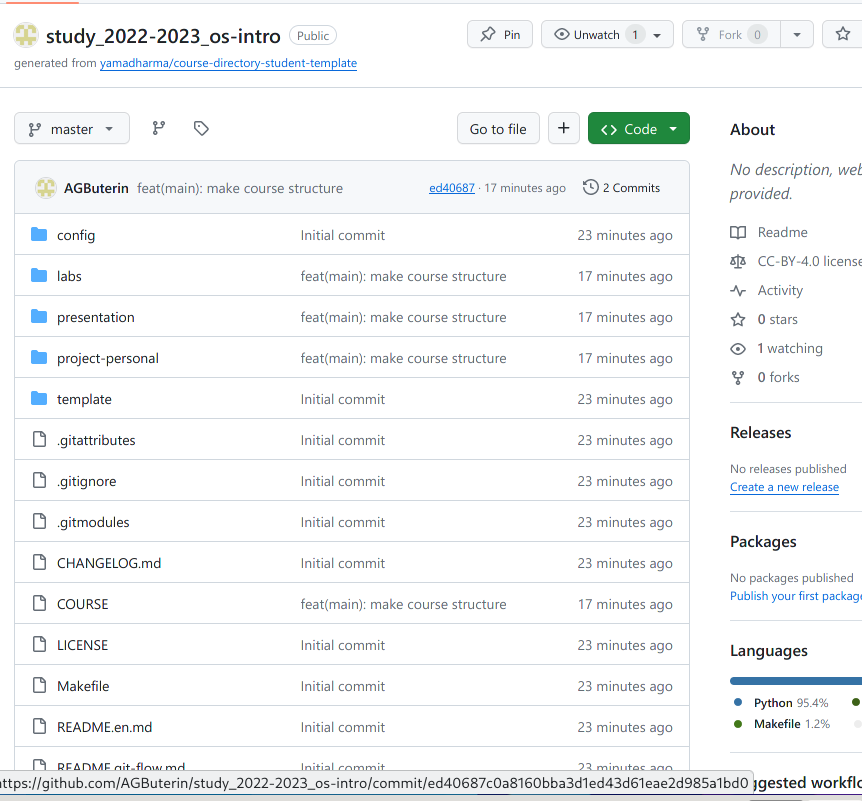 study_2022-2023_os-intro Public Pin Unwatch 1 Fork 0
generated from yamadharma/course-directory-student-template
master Go to file + Code
AGButerin feat(main): make course structure ed40687 · 17 minutes ago 2 Commits
config Initial commit 23 minutes ago
labs feat(main): make course structure 17 minutes ago
presentation feat(main): make course structure 17 minutes ago
project-personal feat(main): make course structure 17 minutes ago
template Initial commit 23 minutes ago
.gitattributes Initial commit 23 minutes ago
.gitignore Initial commit 23 minutes ago
.gitmodules Initial commit 23 minutes ago
CHANGELOG.md Initial commit 23 minutes ago
COURSE feat(main): make course structure 17 minutes ago
LICENSE Initial commit 23 minutes ago
Makefile Initial commit 23 minutes ago
README.en.md Initial commit 23 minutes ago
README.git-flow.md Initial commit 23 minutes ago
About
No description, web
provided.
Readme
CC-BY-4.0 license
Activity
0 stars
1 watching
0 forks
Releases
No releases published
Create a new release
Packages
No packages published
Publish your first package
Languages
Python 95.4%
Makefile 1.2%
ggested workflo
ttps://github.com/AGButerin/study_2022-2023_os-intro/commit/ed40687c0a8160bba3d1ed43d61eae2d985a1bd0